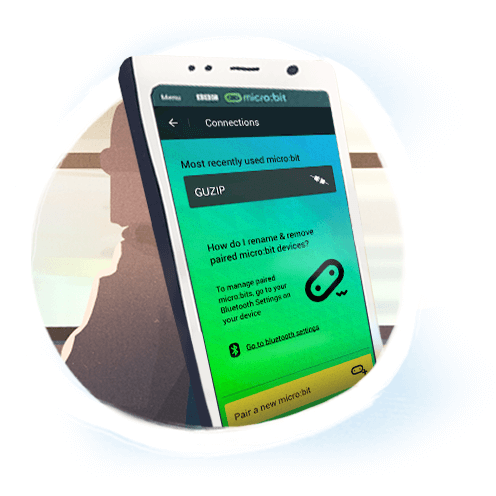 Menu BBC micro:bit
Connections
Most recently used micro:bit
GUZIP
How do I rename & remove
paired micro:bit devices?
To manage paired
micro:bits, go to your
Bluetooth Settings on
your device
Go to bluetooth settings
Pair a new micro:bit